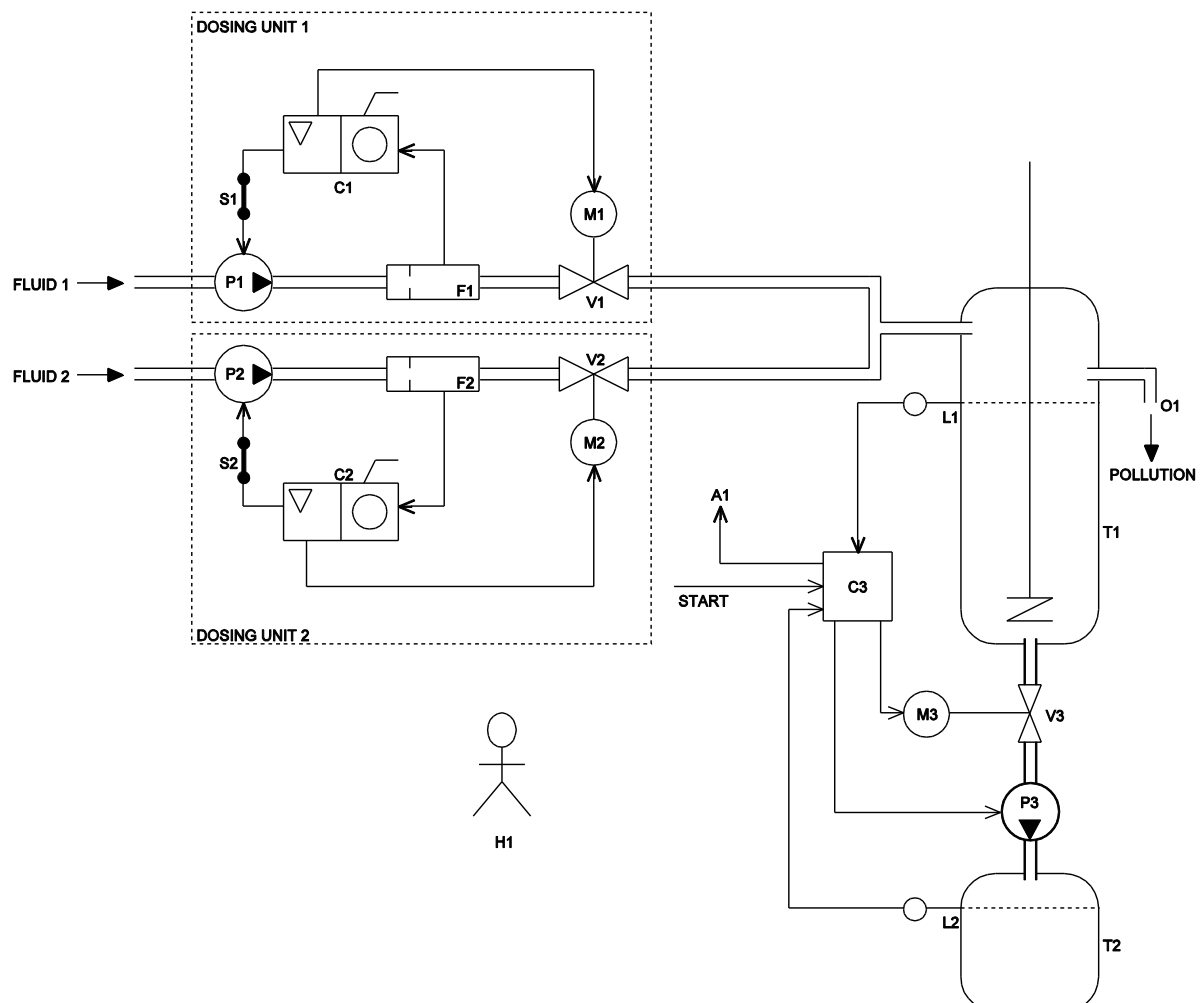 DOSING UNIT 1
C1
S1
M1
FLUID 1
P1
F1
V1
FLUID 2
P2
F2
V2
S2
C2
M2
DOSING UNIT 2
L1
O1
POLLUTION
A1
T1
C3
START
M3
V3
P3
H1
L2
T2